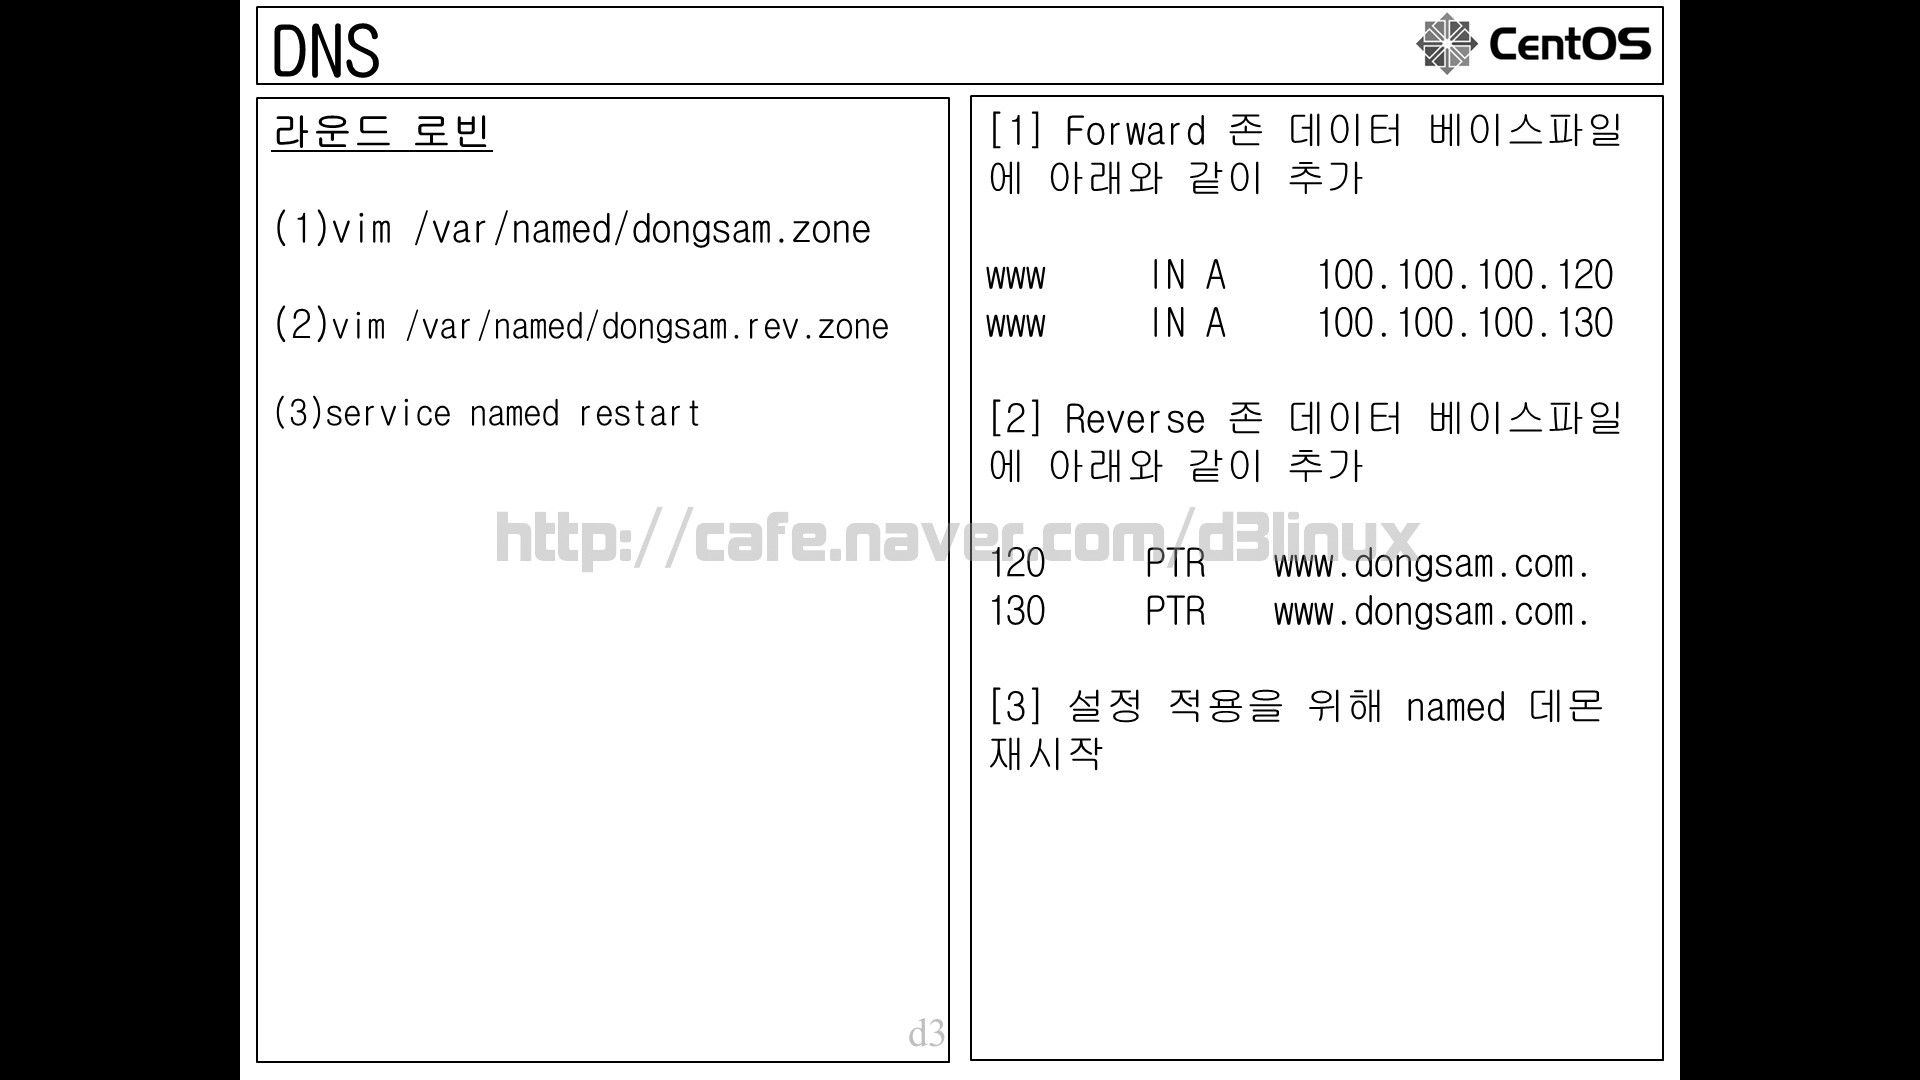 DNS
CentOS
라운드 로빈
(1)vim /var/named/dongsam.zone
(2)vim /var/named/dongsam.rev.zone
(3)service named restart
[1] Forward 존 데이터 베이스파일
에 아래와 같이 추가
www IN A 100.100.100.120
www IN A 100.100.100.130
[2] Reverse 존 데이터 베이스파일
에 아래와 같이 추가
http://cafe.naver.com/d3linux
120 PTR www.dongsam.com.
130 PTR www.dongsam.com.
[3] 설정 적용을 위해 named 데몬
재시작
d3